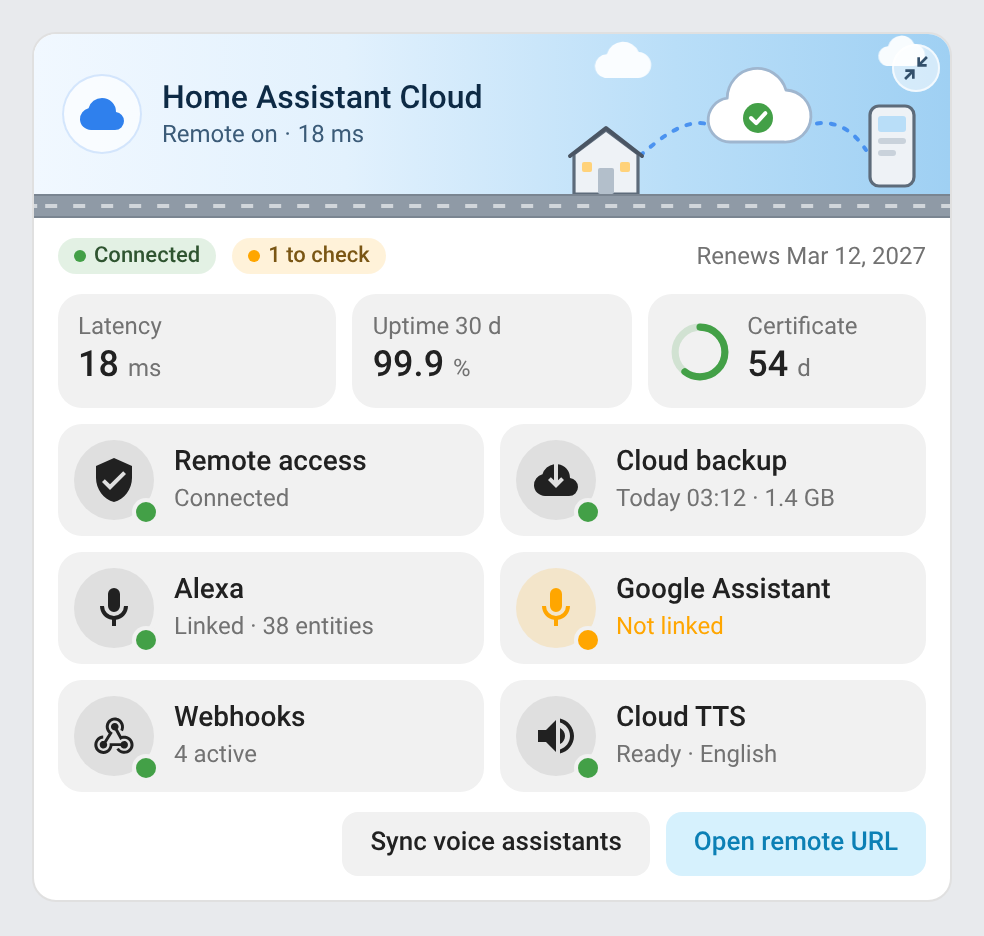 Home Assistant Cloud
Remote on · 18 ms
Connected
1 to check
Renews Mar 12, 2027
Latency
18 ms
Uptime 30 d
99.9 %
Certificate
54 d
Remote access
Connected
Cloud backup
Today 03:12 · 1.4 GB
Alexa
Linked · 38 entities
Google Assistant
Not linked
Webhooks
4 active
Cloud TTS
Ready · English
Sync voice assistants
Open remote URL